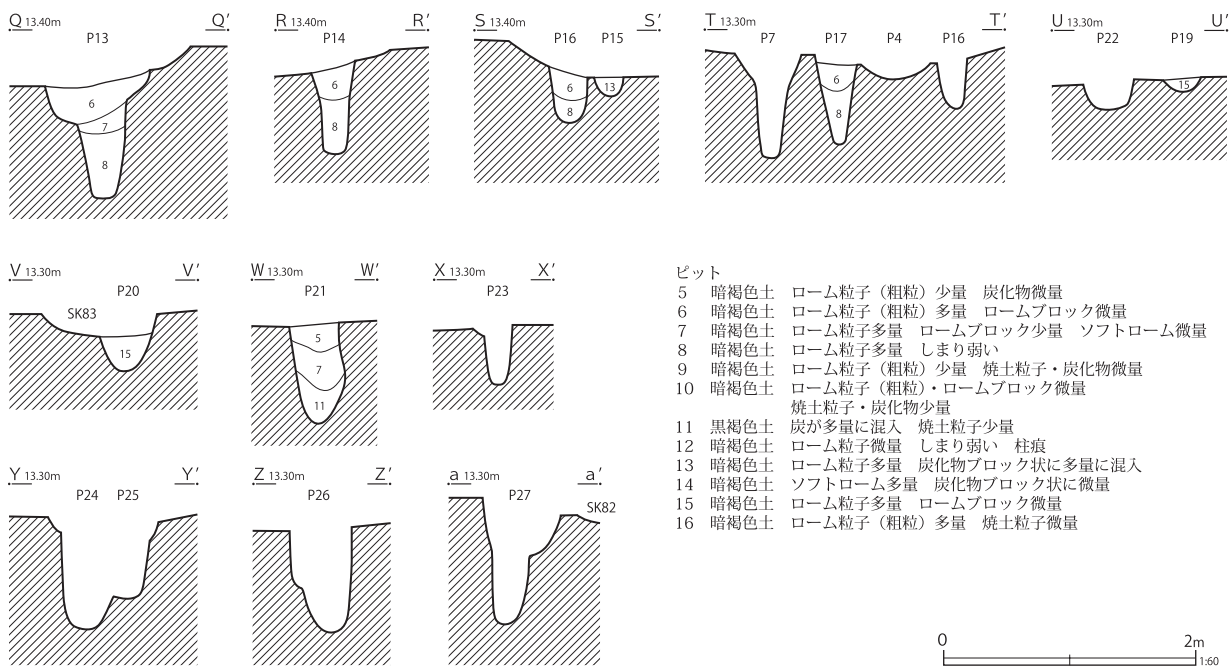 Q 13.40m Q′
P13
6
7
8
R 13.40m R′
P14
6
8
S 13.40m S′
P16 P15
6 13
8
T 13.30m T′
P7 P17 P4 P16
6
8
U 13.30m U′
P22 P19
15
V 13.30m V′
P20
SK83
15
W 13.30m W′
P21
5
7
11
X 13.30m X′
P23
Y 13.30m Y′
P24 P25
Z 13.30m Z′
P26
a 13.30m a′
P27
SK82
ピット
5 暗褐色土 ローム粒子（粗粒）少量 炭化物微量
6 暗褐色土 ローム粒子（粗粒）多量 ロームブロック微量
7 暗褐色土 ローム粒子多量 ロームブロック少量 ソフトローム微量
8 暗褐色土 ローム粒子多量 しまり弱い
9 暗褐色土 ローム粒子（粗粒）少量 焼土粒子・炭化物微量
10 暗褐色土 ローム粒子（粗粒）・ロームブロック微量
焼土粒子・炭化物少量
11 黒褐色土 炭が多量に混入 焼土粒子少量
12 暗褐色土 ローム粒子微量 しまり弱い 柱痕
13 暗褐色土 ローム粒子多量 炭化物ブロック状に多量に混入
14 暗褐色土 ソフトローム多量 炭化物ブロック状に微量
15 暗褐色土 ローム粒子多量 ロームブロック微量
16 暗褐色土 ローム粒子（粗粒）多量 焼土粒子微量
0 2m
1:60